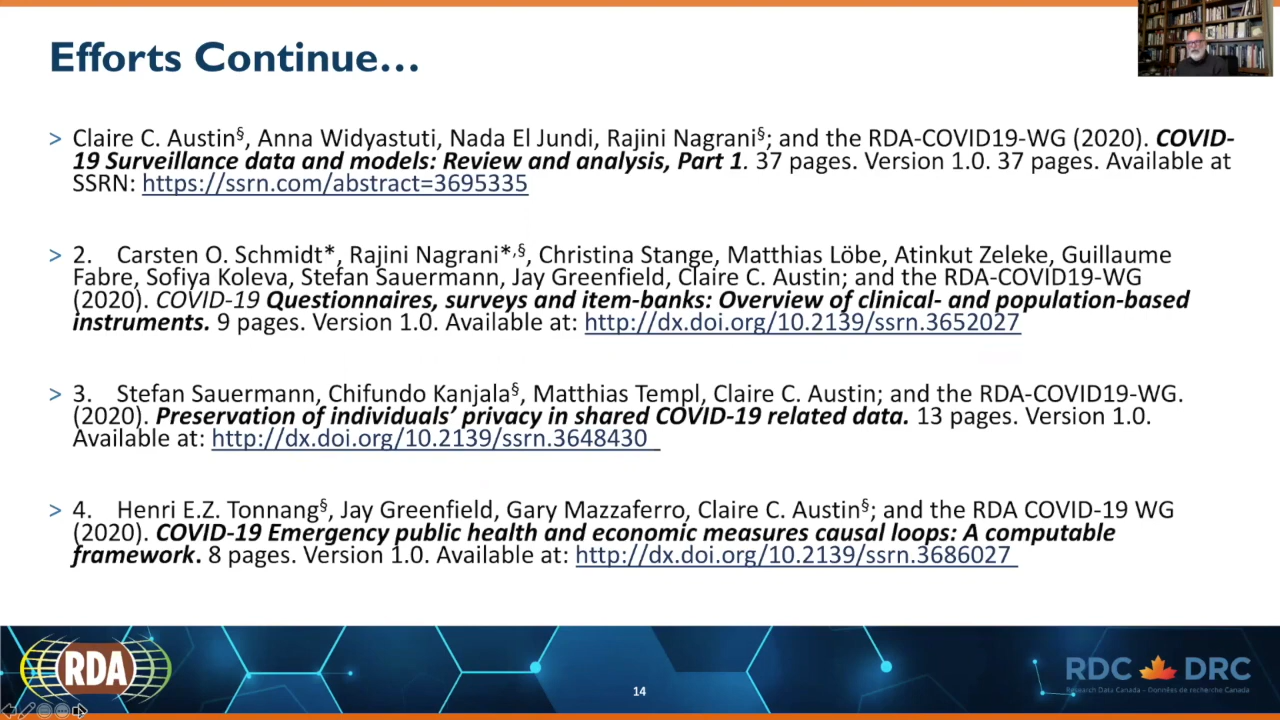 Efforts Continue…
> Claire C. Austin§, Anna Widyastuti, Nada El Jundi, Rajini Nagrani§; and the RDA-COVID19-WG (2020). COVID-
19 Surveillance data and models: Review and analysis, Part 1. 37 pages. Version 1.0. 37 pages. Available at
SSRN: https://ssrn.com/abstract=3695335
> 2. Carsten O. Schmidt*, Rajini Nagrani*,§, Christina Stange, Matthias Löbe, Atinkut Zeleke, Guillaume
Fabre, Sofiya Koleva, Stefan Sauermann, Jay Greenfield, Claire C. Austin; and the RDA-COVID19-WG
(2020). COVID-19 Questionnaires, surveys and item-banks: Overview of clinical- and population-based
instruments. 9 pages. Version 1.0. Available at: http://dx.doi.org/10.2139/ssrn.3652027
> 3. Stefan Sauermann, Chifundo Kanjala§, Matthias Templ, Claire C. Austin; and the RDA-COVID19-WG.
(2020). Preservation of individuals’ privacy in shared COVID-19 related data. 13 pages. Version 1.0.
Available at: http://dx.doi.org/10.2139/ssrn.3648430
> 4. Henri E.Z. Tonnang§, Jay Greenfield, Gary Mazzaferro, Claire C. Austin§; and the RDA COVID-19 WG
(2020). COVID-19 Emergency public health and economic measures causal loops: A computable
framework. 8 pages. Version 1.0. Available at: http://dx.doi.org/10.2139/ssrn.3686027
RDA
14
RDC DRC
Research Data Canada – Données de recherche Canada